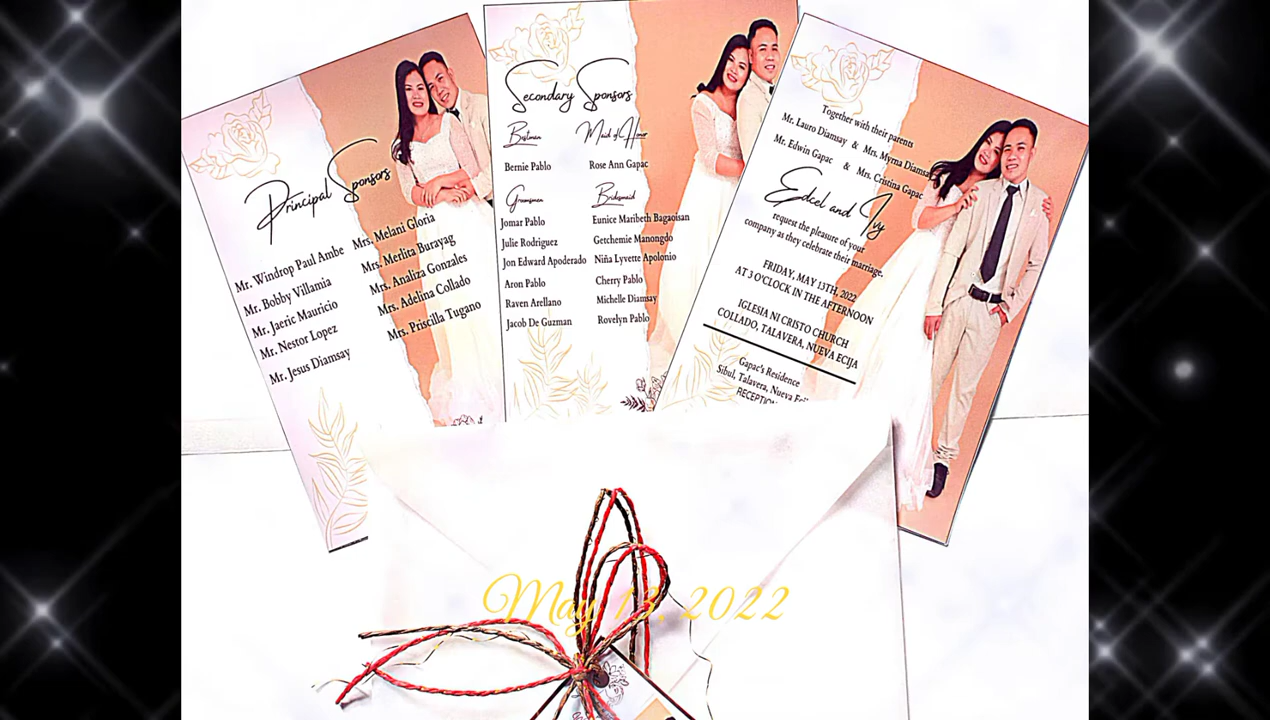 Principal Sponsors
Mr. Windrop Paul Ambe Mrs. Melani Gloria
Mr. Bobby Villamia Mrs. Merlita Burayag
Mr. Jaeric Mauricio Mrs. Analiza Gonzales
Mr. Nestor Lopez Mrs. Adelina Collado
Mr. Jesus Diamsay Mrs. Priscilla Tugano
Secondary Sponsors
Bestman Maid of Honor
Bernie Pablo Rose Ann Gapac
Groomsmen Bridesmaid
Jomar Pablo Eunice Maribeth Bagaoisan
Julie Rodriguez Getchemie Manongdo
Jon Edward Apoderado Niña Lyvette Apolonio
Aron Pablo Cherry Pablo
Raven Arellano Michelle Diamsay
Jacob De Guzman Rovelyn Pablo
Together with their parents
Mr. Lauro Diamsay & Mrs. Myrna Diamsay
Mr. Edwin Gapac & Mrs. Cristina Gapac
Edcel and Ivy
request the pleasure of your
company as they celebrate their marriage.
FRIDAY, MAY 13TH, 2022
AT 3 O'CLOCK IN THE AFTERNOON
IGLESIA NI CRISTO CHURCH
COLLADO, TALAVERA, NUEVA ECIJA
Gapac's Residence
Sibul, Talavera, Nueva
RECEPTION
May 13, 2022